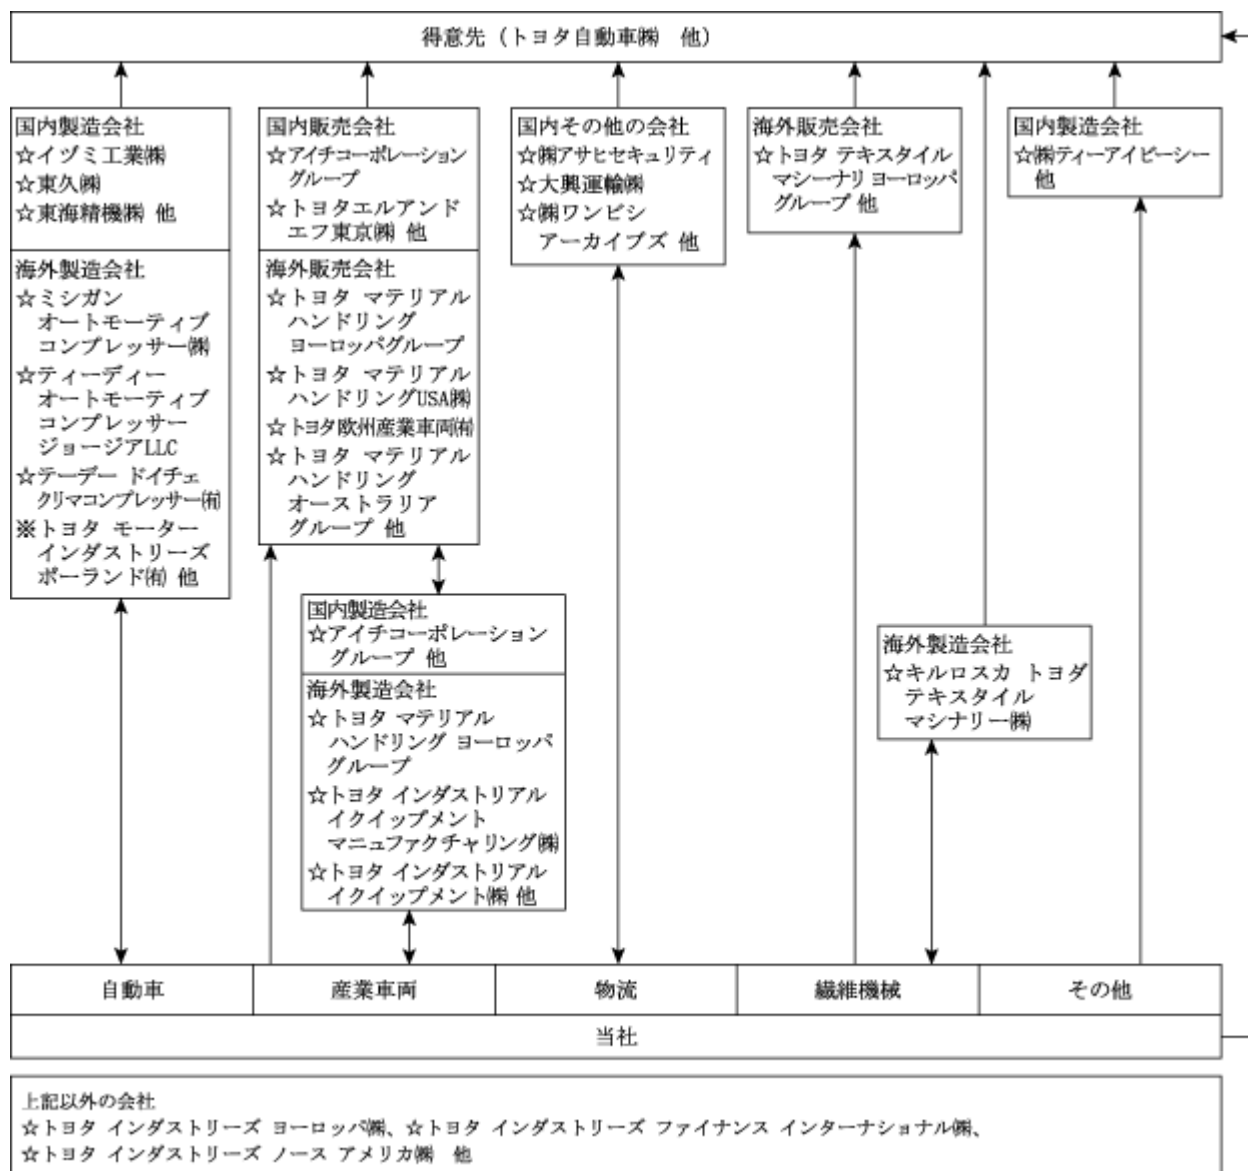 得意先（トヨタ自動車㈱　他）
国内製造会社
☆イヅミ工業㈱
☆東久㈱
☆東海精機㈱ 他
海外製造会社
☆ミシガン
オートモーティブ
コンプレッサー㈱
☆ティーディー
オートモーティブ
コンプレッサー
ジョージアLLC
☆テーデー ドイチェ
クリマコンプレッサー㈲
※トヨタ モーター
インダストリーズ
ポーランド㈲ 他
国内販売会社
☆アイチコーポレーション
グループ
☆トヨタエルアンド
エフ東京㈱ 他
海外販売会社
☆トヨタ マテリアル
ハンドリング
ヨーロッパグループ
☆トヨタ マテリアル
ハンドリングUSA㈱
☆トヨタ欧州産業車両㈲
☆トヨタ マテリアル
ハンドリング
オーストラリア
グループ 他
国内製造会社
☆アイチコーポレーション
グループ 他
海外製造会社
☆トヨタ マテリアル
ハンドリング ヨーロッパ
グループ
☆トヨタ インダストリアル
イクイップメント
マニュファクチャリング㈱
☆トヨタ インダストリアル
イクイップメント㈱ 他
国内その他の会社
☆㈱アサヒセキュリティ
☆大興運輸㈱
☆㈱ワンビシ
アーカイブズ 他
海外販売会社
☆トヨタ テキスタイル
マシーナリ ヨーロッパ
グループ 他
海外製造会社
☆キルロスカ トヨダ
テキスタイル
マシナリー㈱
国内製造会社
☆㈱ティーアイビーシー
他
自動車
産業車両
物流
繊維機械
その他
当社
上記以外の会社
☆トヨタ インダストリーズ ヨーロッパ㈱、☆トヨタ インダストリーズ ファイナンス インターナショナル㈱、
☆トヨタ インダストリーズ ノース アメリカ㈱　他